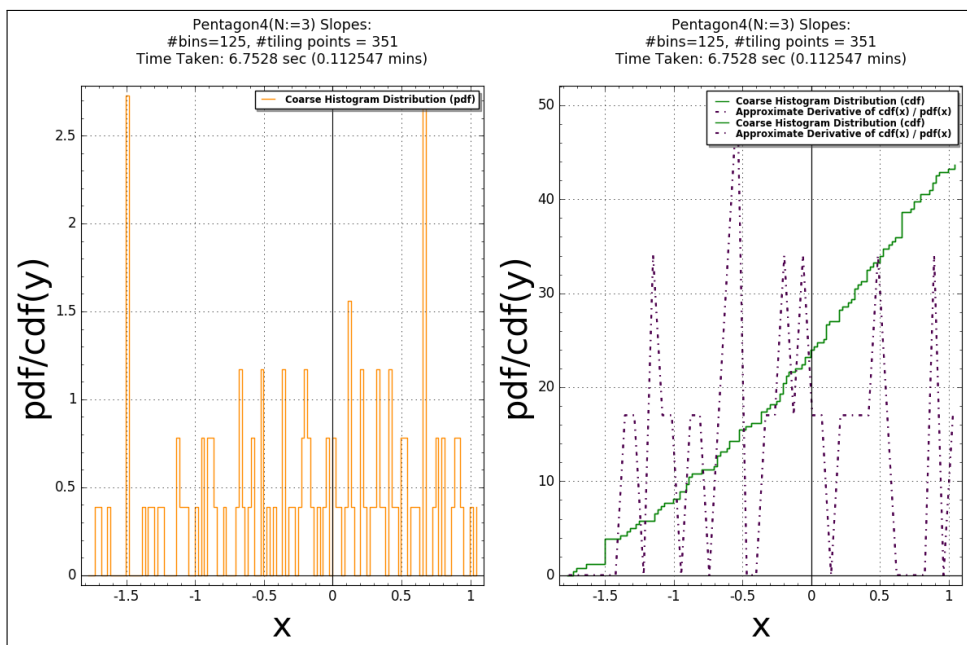 Pentagon4(N:=3) Slopes:
#bins=125, #tiling points = 351
Time Taken: 6.7528 sec (0.112547 mins)
Coarse Histogram Distribution (pdf)
2.5
2
1.5
1
0.5
0
pdf/cdf(y)
-1.5
-1
-0.5
0
0.5
1
x
Pentagon4(N:=3) Slopes:
#bins=125, #tiling points = 351
Time Taken: 6.7528 sec (0.112547 mins)
Coarse Histogram Distribution (cdf)
Approximate Derivative of cdf(x) / pdf(x)
Coarse Histogram Distribution (cdf)
Approximate Derivative of cdf(x) / pdf(x)
50
40
30
20
10
0
pdf/cdf(y)
-1.5
-1
-0.5
0
0.5
1
x